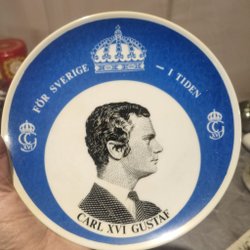 FÖR SVERIGE — I TIDEN
CARL XVI GUSTAF